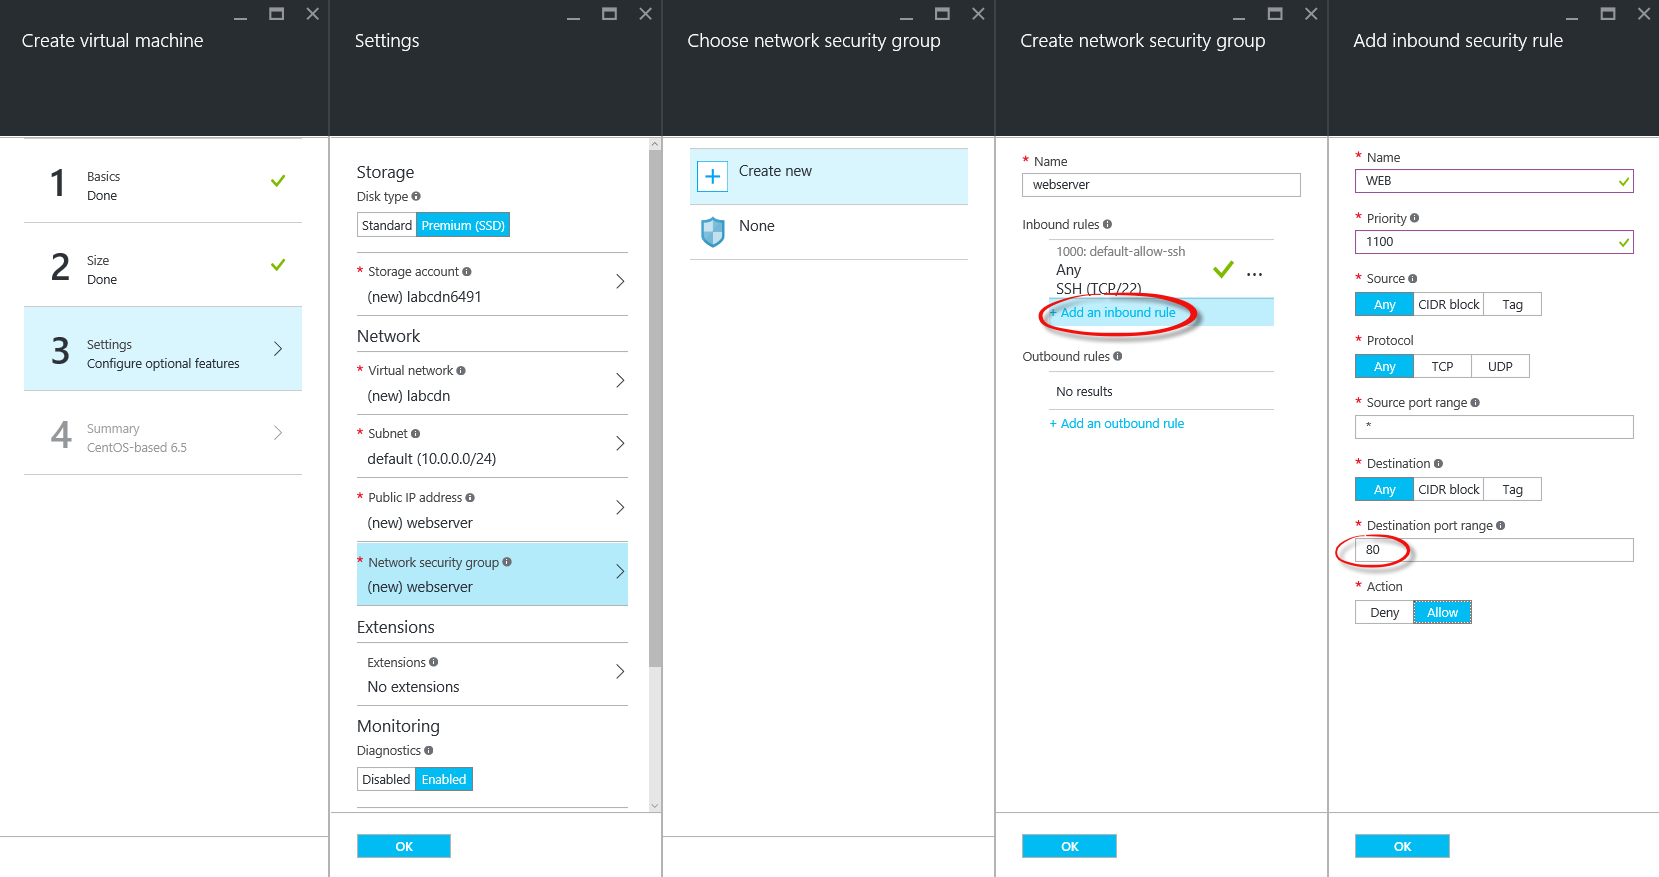 Create virtual machine
1
Basics
Done
2
Size
Done
3
Settings
Configure optional features
4
Summary
CentOS-based 6.5
Settings
Storage
Disk type
Standard Premium (SSD)
* Storage account
(new) labcdn6491
Network
* Virtual network
(new) labcdn
* Subnet
default (10.0.0.0/24)
* Public IP address
(new) webserver
* Network security group
(new) webserver
Extensions
Extensions
No extensions
Monitoring
Diagnostics
Disabled Enabled
OK
Choose network security group
Create new
None
Create network security group
* Name
webserver
Inbound rules
1000: default-allow-ssh
Any
SSH (TCP/22)
...
+ Add an inbound rule
Outbound rules
No results
+ Add an outbound rule
OK
Add inbound security rule
* Name
WEB
* Priority
1100
* Source
Any CIDR block Tag
* Protocol
Any TCP UDP
* Source port range
*
* Destination
Any CIDR block Tag
* Destination port range
80
* Action
Deny Allow
OK